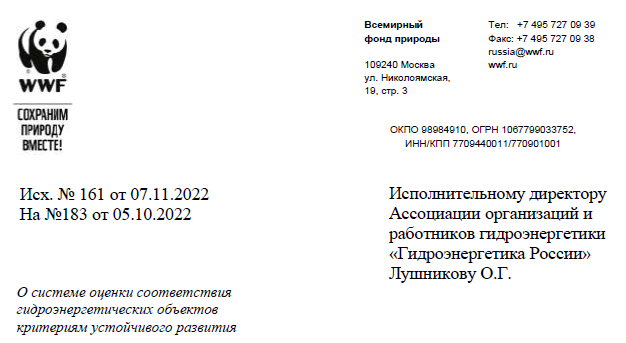 WWF
СОХРАНИМ
ПРИРОДУ
ВМЕСТЕ!
Всемирный
фонд природы
109240 Москва
ул. Николоямская,
19, стр. 3
Тел: +7 495 727 09 39
Факс: +7 495 727 09 38
russia@wwf.ru
wwf.ru
ОКПО 98984910, ОГРН 1067799033752,
ИНН/КПП 7709440011/770901001
Исх. № 161 от 07.11.2022
На №183 от 05.10.2022
Исполнительному директору
Ассоциации организаций и
работников гидроэнергетики
«Гидроэнергетика России»
Лушникову О.Г.
О системе оценки соответствия
гидроэнергетических объектов
критериям устойчивого развития